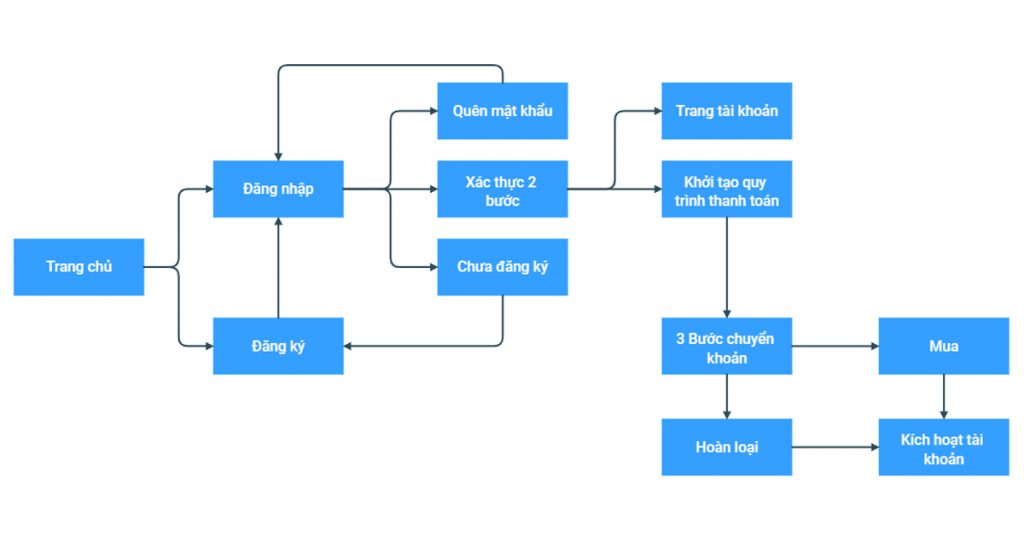 Quên mật khẩu
Trang tài khoản
Đăng nhập
Xác thực 2
bước
Khởi tạo quy
trình thanh toán
Trang chủ
Chưa đăng ký
Đăng ký
3 Bước chuyển
khoản
Mua
Hoàn loại
Kích hoạt tài
khoản